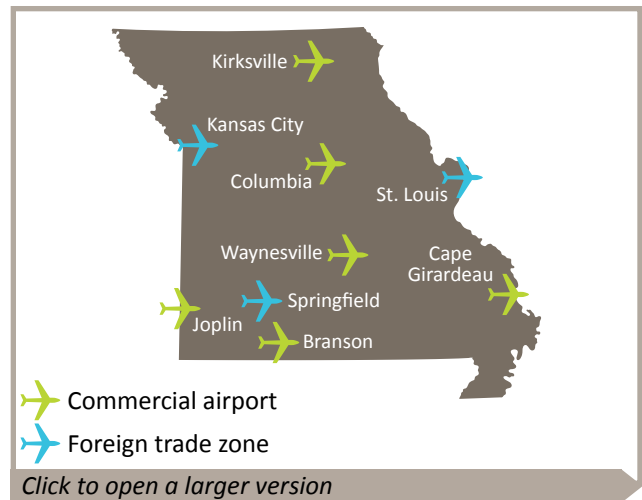 Kirksville
Kansas City
Columbia
St. Louis
Waynesville
Cape
Girardeau
Springfield
Joplin
Branson
Commercial airport
Foreign trade zone
Click to open a larger version